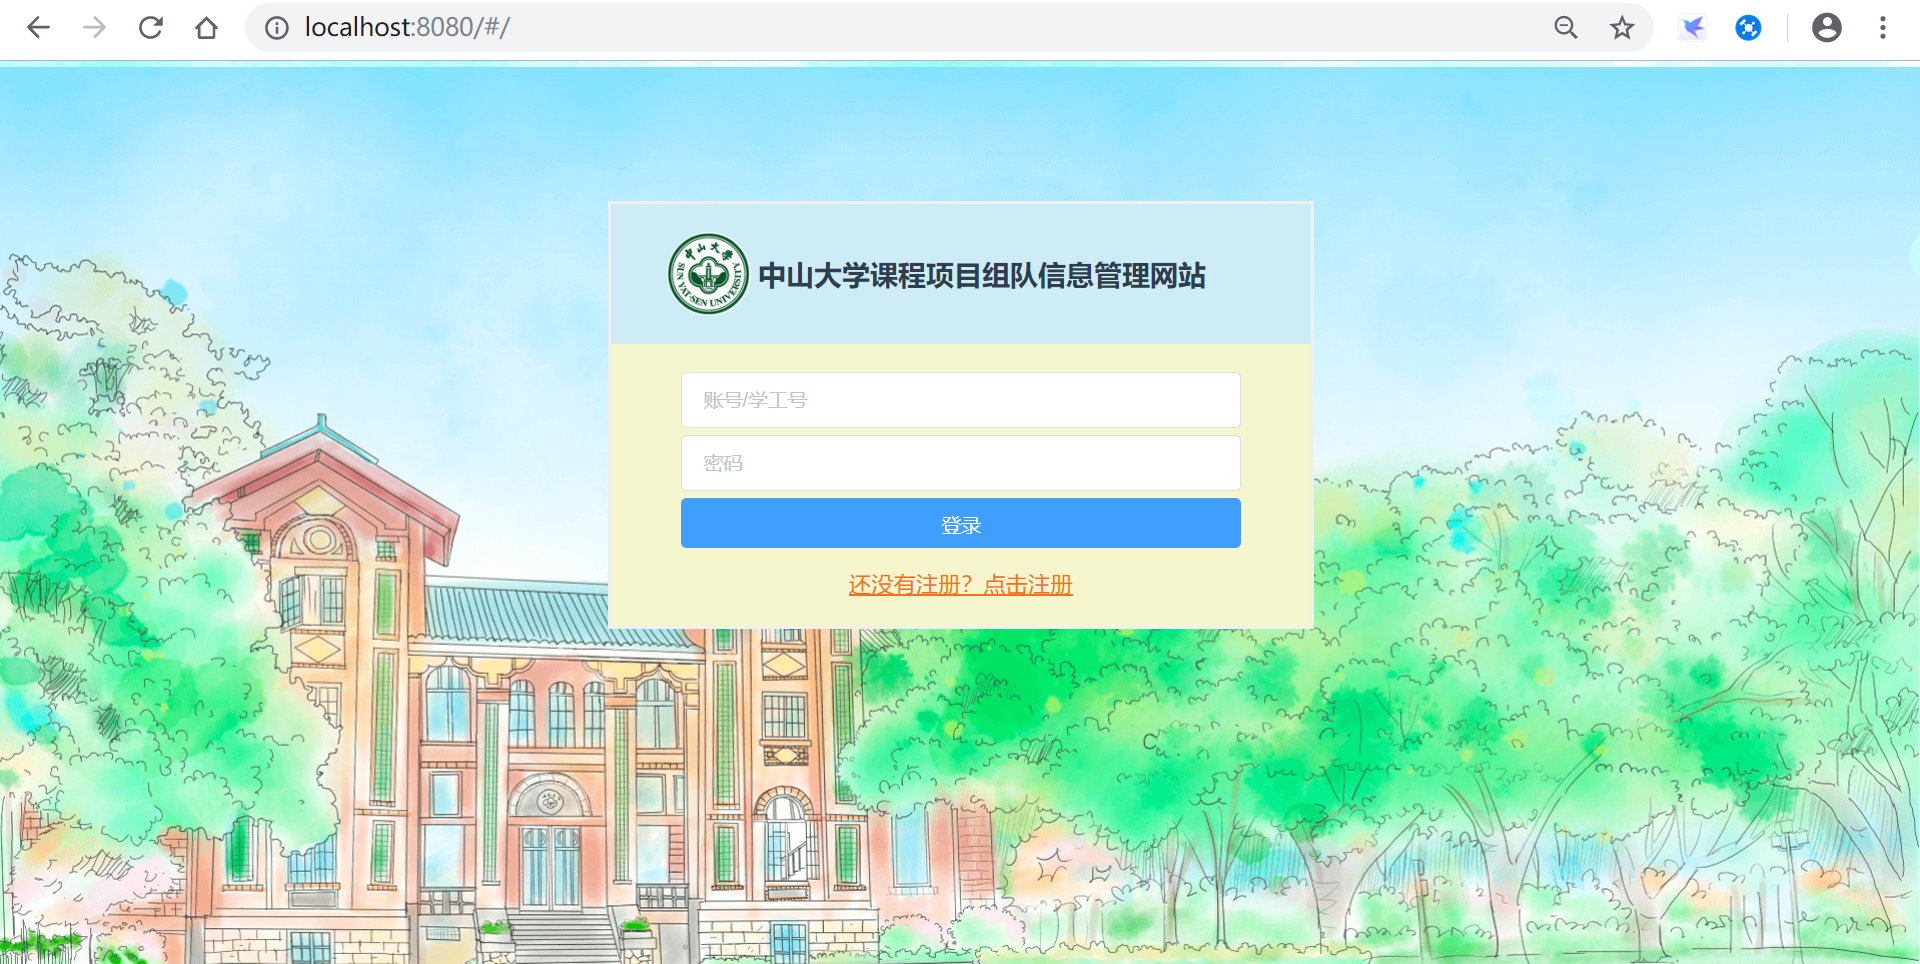 localhost:8080/#/
中山大学
SUN YAT-SEN UNIVERSITY
中山大学课程项目组队信息管理网站
账号/学工号
密码
登录
还没有注册？点击注册